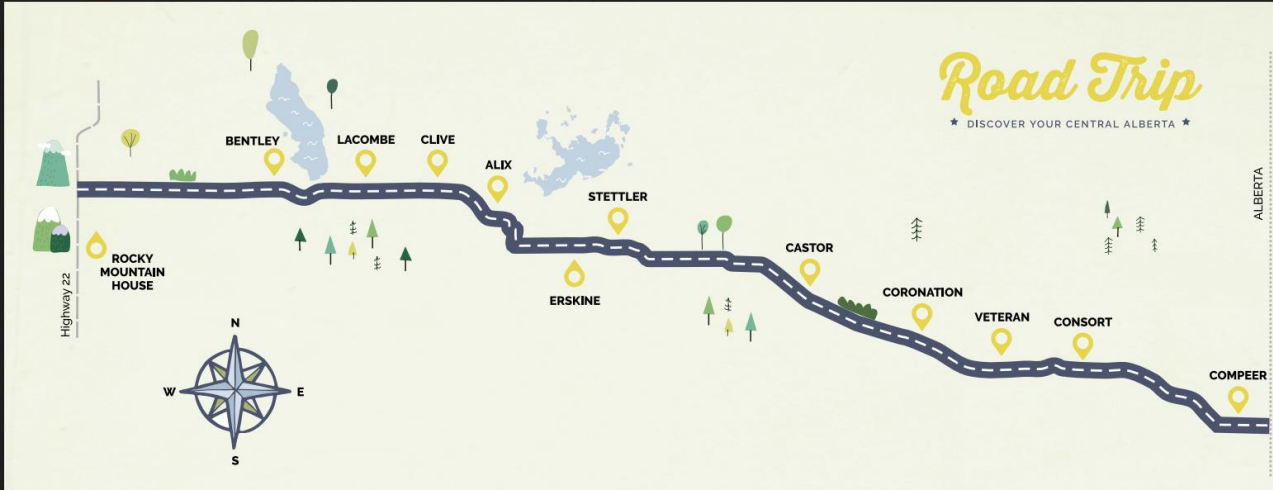 Road Trip
★ DISCOVER YOUR CENTRAL ALBERTA ★
BENTLEY
LACOMBE
CLIVE
ALIX
STETTLER
ALBERTA
ROCKY
MOUNTAIN
HOUSE
Highway 22
ERSKINE
CASTOR
CORONATION
VETERAN
CONSORT
COMPEER
N
W
E
S